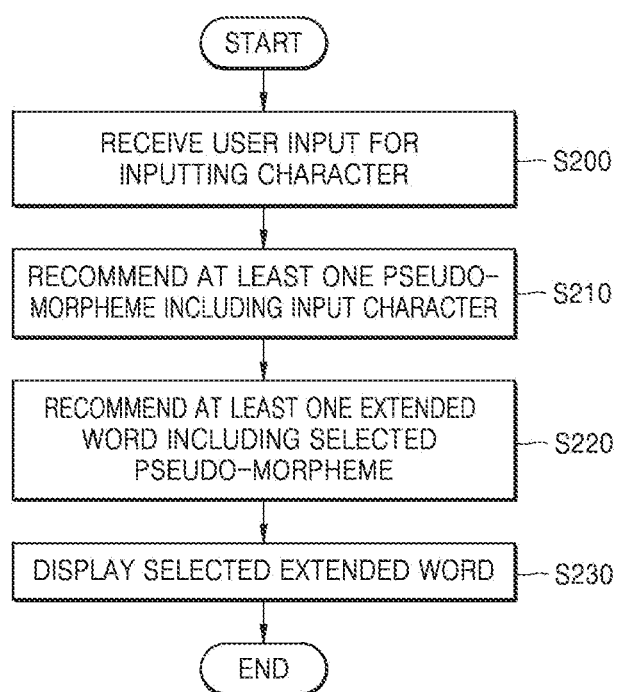 START
RECEIVE USER INPUT FOR
INPUTTING CHARACTER
S200
RECOMMEND AT LEAST ONE PSEUDO-
MORPHEME INCLUDING INPUT CHARACTER
S210
RECOMMEND AT LEAST ONE EXTENDED
WORD INCLUDING SELECTED
PSEUDO-MORPHEME
S220
DISPLAY SELECTED EXTENDED WORD
S230
END